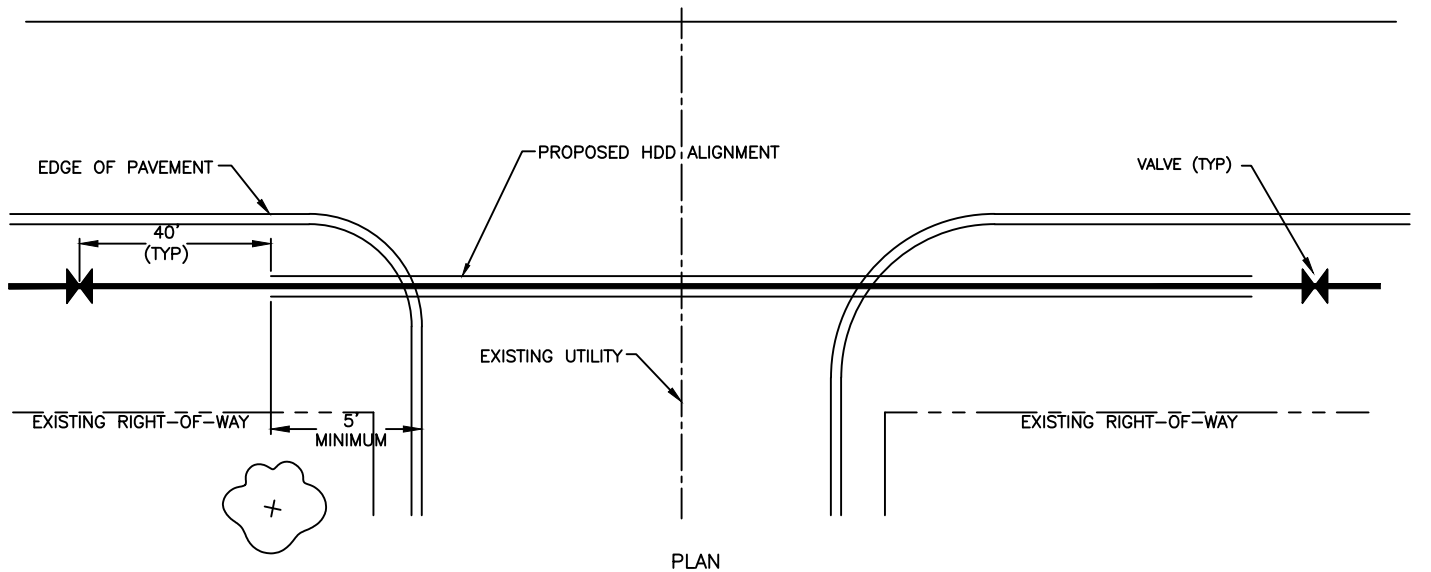 PROPOSED HDD ALIGNMENT
EDGE OF PAVEMENT
VALVE (TYP)
40'
(TYP)
EXISTING UTILITY
EXISTING RIGHT-OF-WAY
5'
MINIMUM
EXISTING RIGHT-OF-WAY
PLAN